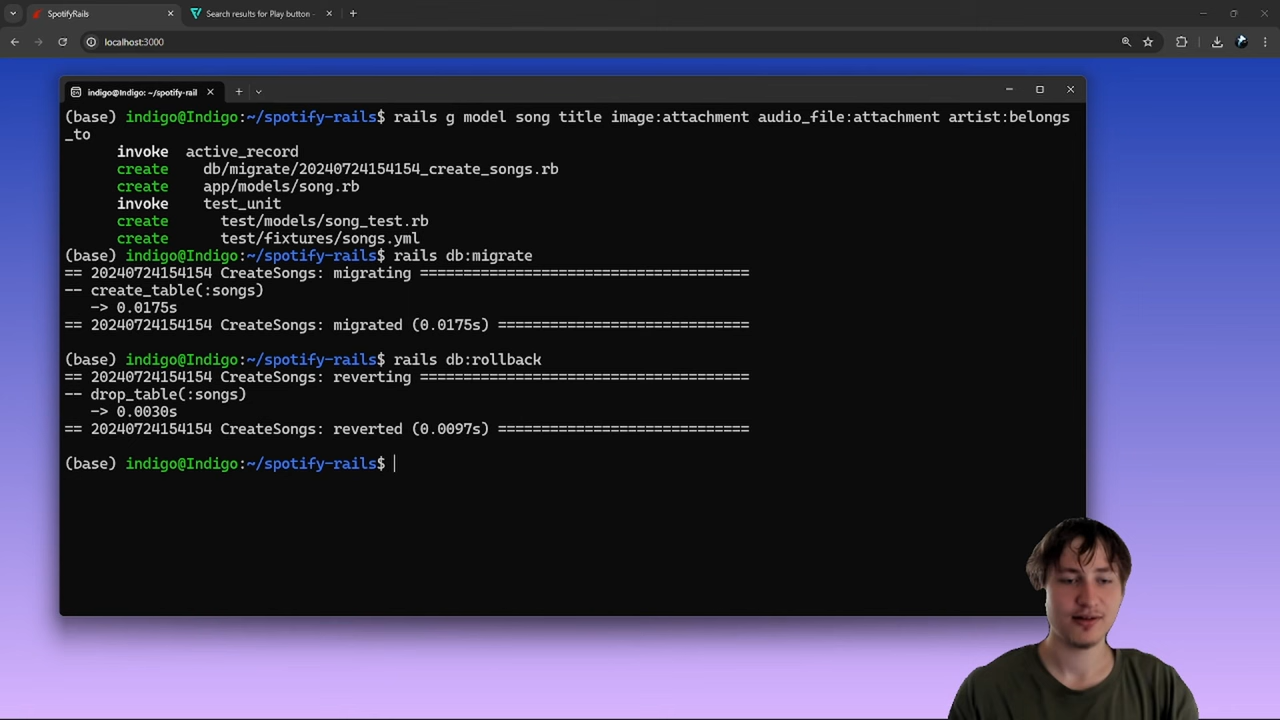 SpotifyRails
Search results for Play button -
localhost:3000
indigo@Indigo: ~/spotify-rail
(base) indigo@Indigo:~/spotify-rails$ rails g model song title image:attachment audio_file:attachment artist:belongs
_to
invoke active_record
create db/migrate/20240724154154_create_songs.rb
create app/models/song.rb
invoke test_unit
create test/models/song_test.rb
create test/fixtures/songs.yml
(base) indigo@Indigo:~/spotify-rails$ rails db:migrate
== 20240724154154 CreateSongs: migrating ======================================
-- create_table(:songs)
-> 0.0175s
== 20240724154154 CreateSongs: migrated (0.0175s) =============================
(base) indigo@Indigo:~/spotify-rails$ rails db:rollback
== 20240724154154 CreateSongs: reverting ======================================
-- drop_table(:songs)
-> 0.0030s
== 20240724154154 CreateSongs: reverted (0.0097s) =============================
(base) indigo@Indigo:~/spotify-rails$